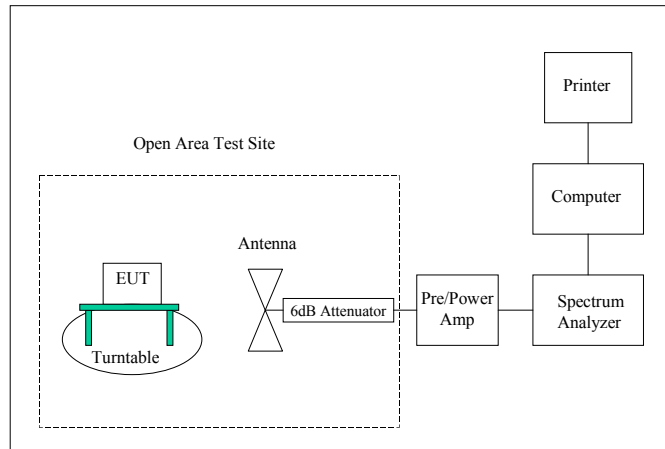 Printer
Open Area Test Site
Computer
Antenna
EUT
6dB Attenuator
Pre/Power
Amp
Spectrum
Analyzer
Turntable